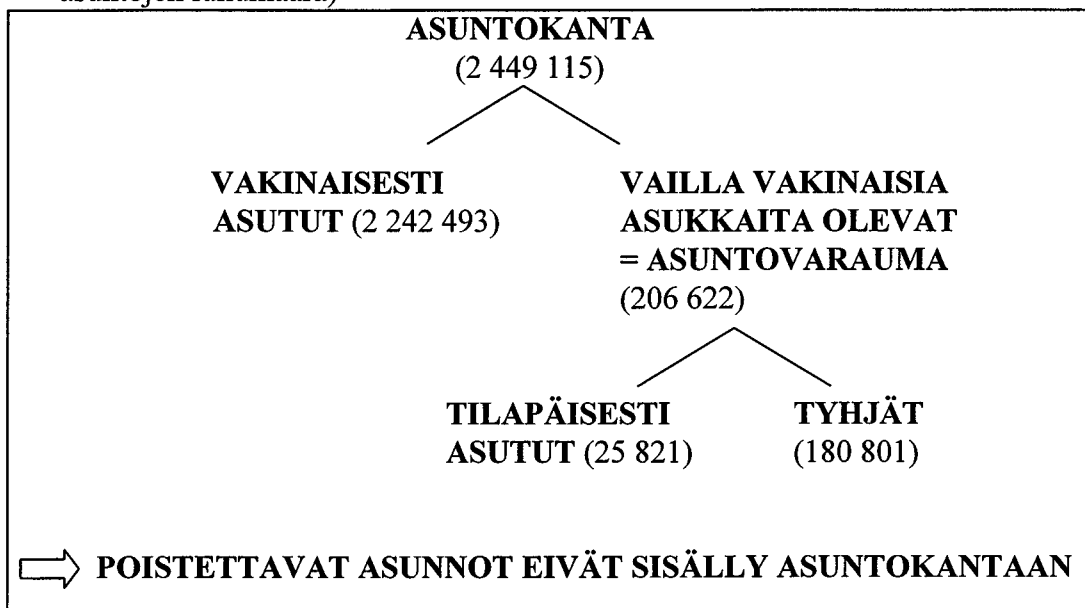 ASUNTOKANTA
(2 449 115)
VAKINAISESTI
ASUTUT (2 242 493)
VAILLA VAKINAISIA
ASUKKAITA OLEVAT
= ASUNTOVARAUMA
(206 622)
TILAPÄISESTI
ASUTUT (25 821)
TYHJÄT
(180 801)
POISTETTAVAT ASUNNOT EIVÄT SISÄLLY ASUNTOKANTAAN